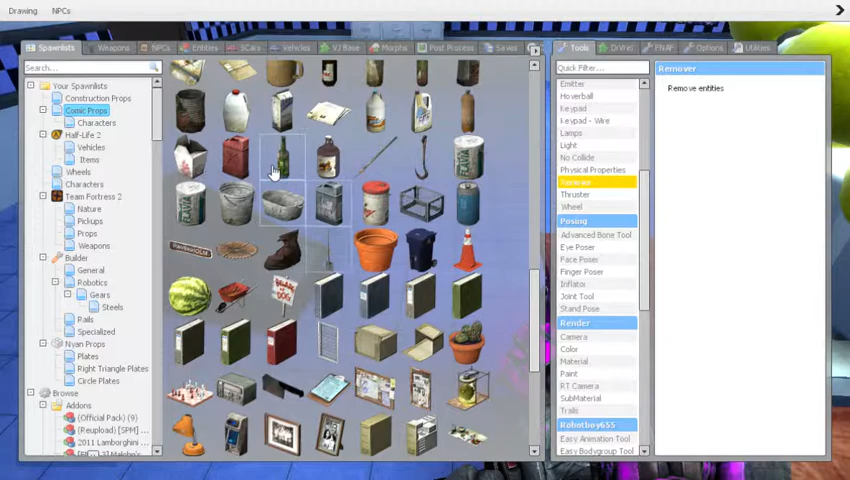 Drawing NPCs
Spawnlists Weapons NPCs Entities SCars Vehicles VJ Base Morphs Post Process Saves
Search...
Your Spawnlists
Construction Props
Comic Props
Characters
Half-Life 2
Vehicles
Items
Wheels
Characters
Team Fortress 2
Nature
Pickups
Props
Weapons
Builder
General
Robotics
Gears
Steels
Rails
Specialized
Nyan Props
Plates
Right Triangle Plates
Circle Plates
Browse
Addons
(Official Pack) (9)
(Reupload) [SPM] ...
2011 Lamborghini
RAVENHOLM
Tools DrVrej FNAF Options Utilities
Quick Filter...
Emitter
Hoverball
Keypad
Keypad - Wire
Lamps
Light
No Collide
Physical Properties
Remover
Thruster
Wheel
Posing
Advanced Bone Tool
Eye Poser
Face Poser
Finger Poser
Inflator
Joint Tool
Stand Pose
Render
Camera
Color
Material
Paint
RT Camera
SubMaterial
Trails
Robotboy655
Easy Animation Tool
Easy Bodygroup Tool
Remover
Remove entities